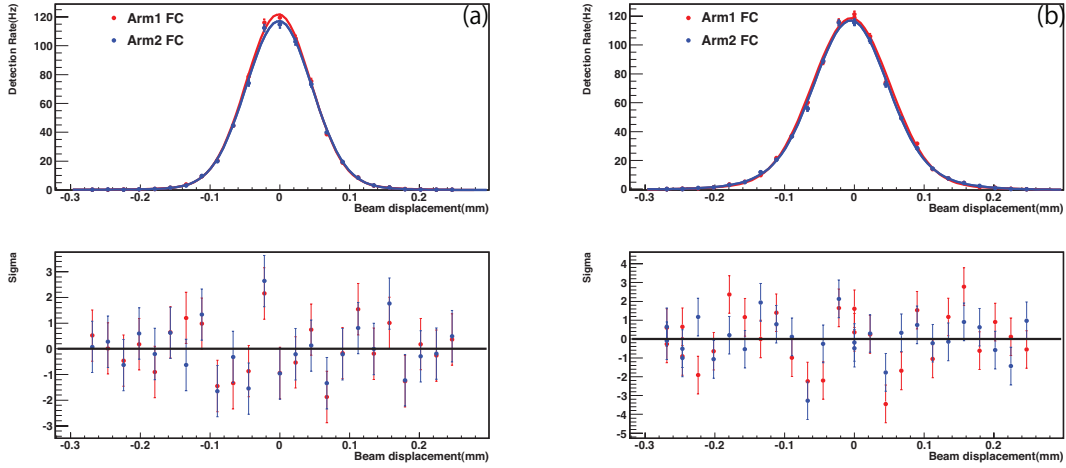 (a)
Arm1 FC
Arm2 FC
Detection Rate(Hz)
120
100
80
60
40
20
0
-0.3 -0.2 -0.1 0 0.1 0.2
Beam displacement(mm)
(b)
Arm1 FC
Arm2 FC
Detection Rate(Hz)
120
100
80
60
40
20
0
-0.3 -0.2 -0.1 0 0.1 0.2
Beam displacement(mm)
Sigma
3
2
1
0
-1
-2
-3
-0.3 -0.2 -0.1 0 0.1 0.2
Beam displacement(mm)
Sigma
4
3
2
1
0
-1
-2
-3
-4
-5
-0.3 -0.2 -0.1 0 0.1 0.2
Beam displacement(mm)